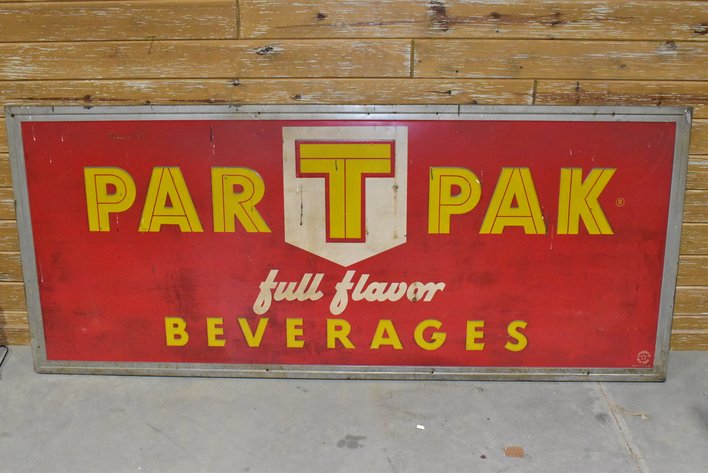 PAR T PAK ®
full flavor
BEVERAGES